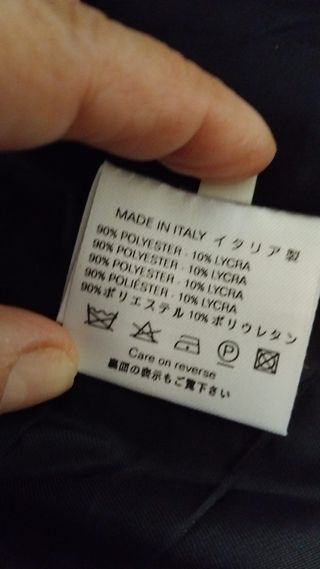 MADE IN ITALY イタリア製
90% POLYESTER - 10% LYCRA
90% POLYESTER - 10% LYCRA
90% POLYESTER - 10% LYCRA
90% POLIÉSTER - 10% LYCRA
90%ポリエステル 10%ポリウレタン
P
Care on reverse
裏面の表示もご覧下さい